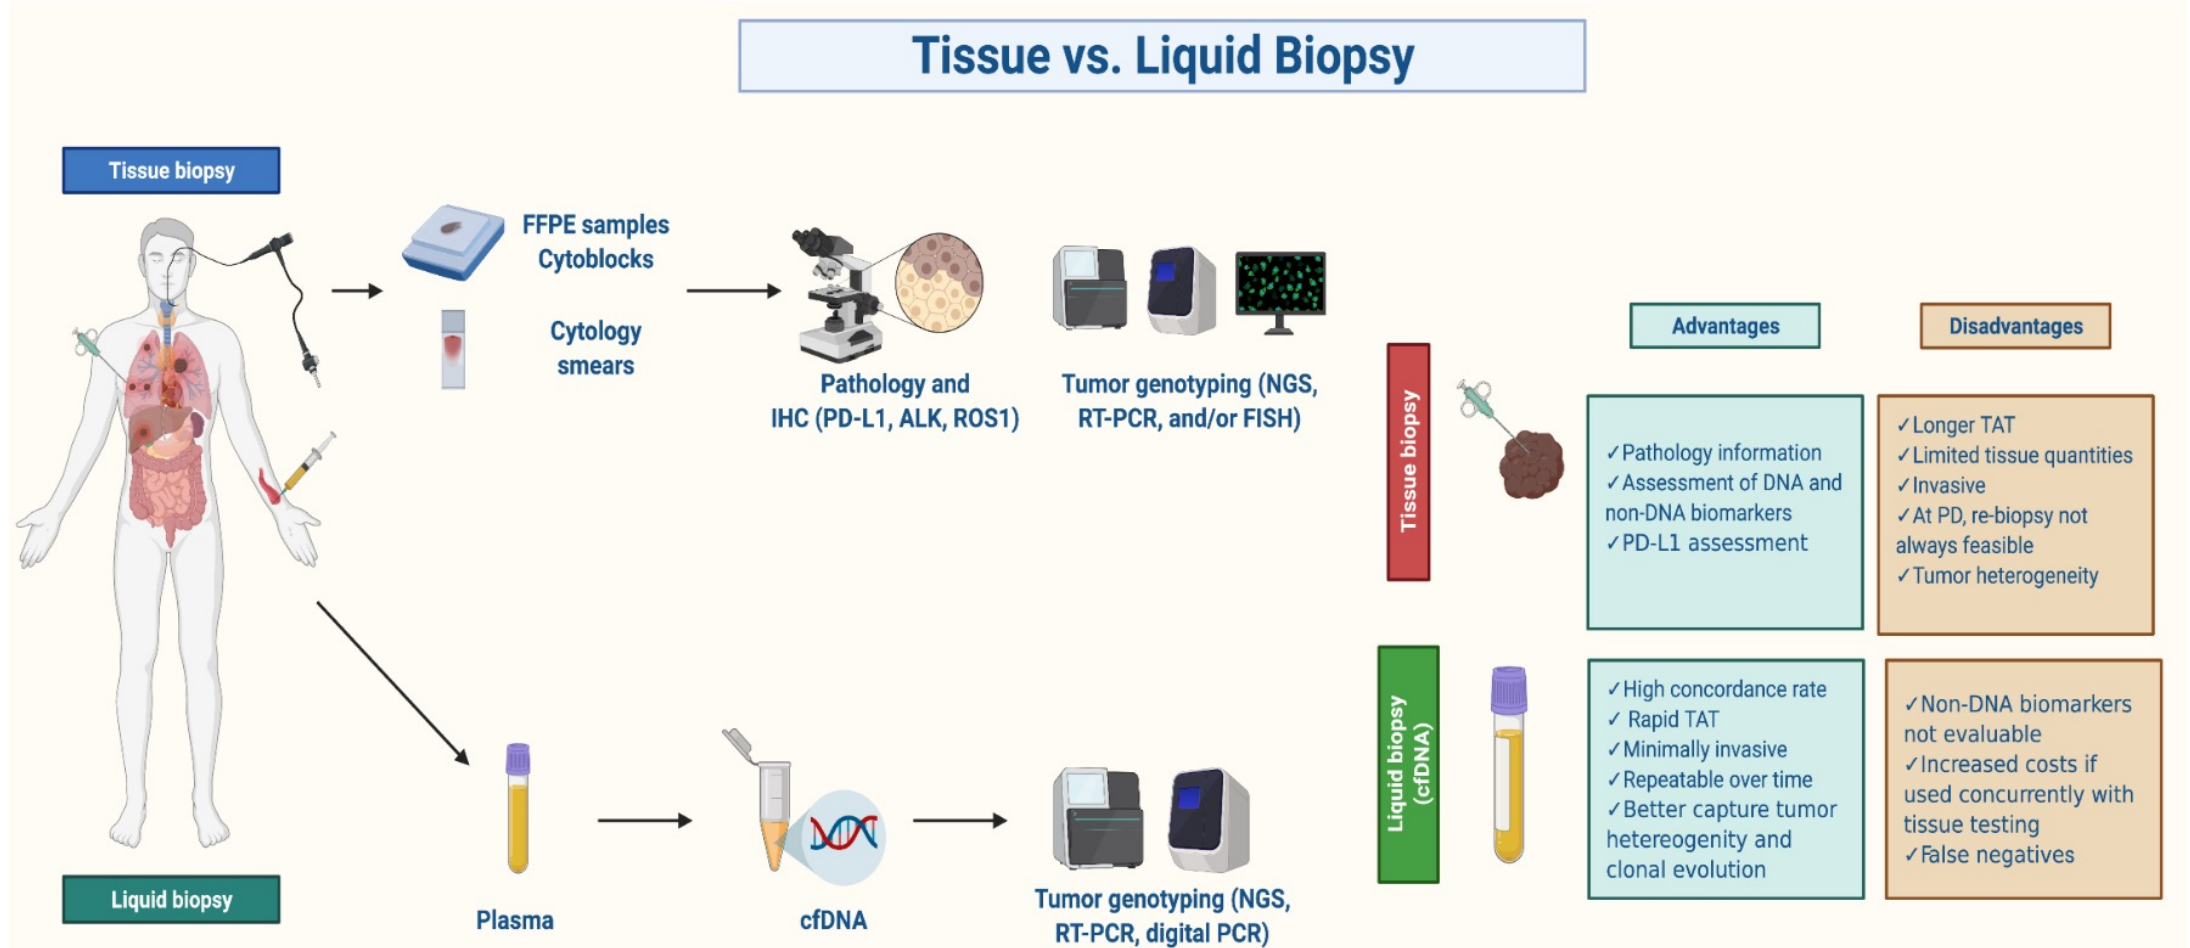 Tissue vs. Liquid Biopsy
Tissue biopsy
FFPE samples
Cytoblocks
Cytology
smears
Pathology and
IHC (PD-L1, ALK, ROS1)
Tumor genotyping (NGS,
RT-PCR, and/or FISH)
Liquid biopsy
Plasma
cfDNA
Tumor genotyping (NGS,
RT-PCR, digital PCR)
Advantages
Disadvantages
Tissue biopsy
✓Pathology information
✓Assessment of DNA and
non-DNA biomarkers
✓PD-L1 assessment
✓Longer TAT
✓Limited tissue quantities
✓Invasive
✓At PD, re-biopsy not
always feasible
✓Tumor heterogeneity
Liquid biopsy
(cfDNA)
✓High concordance rate
✓ Rapid TAT
✓Minimally invasive
✓Repeatable over time
✓Better capture tumor
hetereogenity and
clonal evolution
✓Non-DNA biomarkers
not evaluable
✓Increased costs if
used concurrently with
tissue testing
✓False negatives